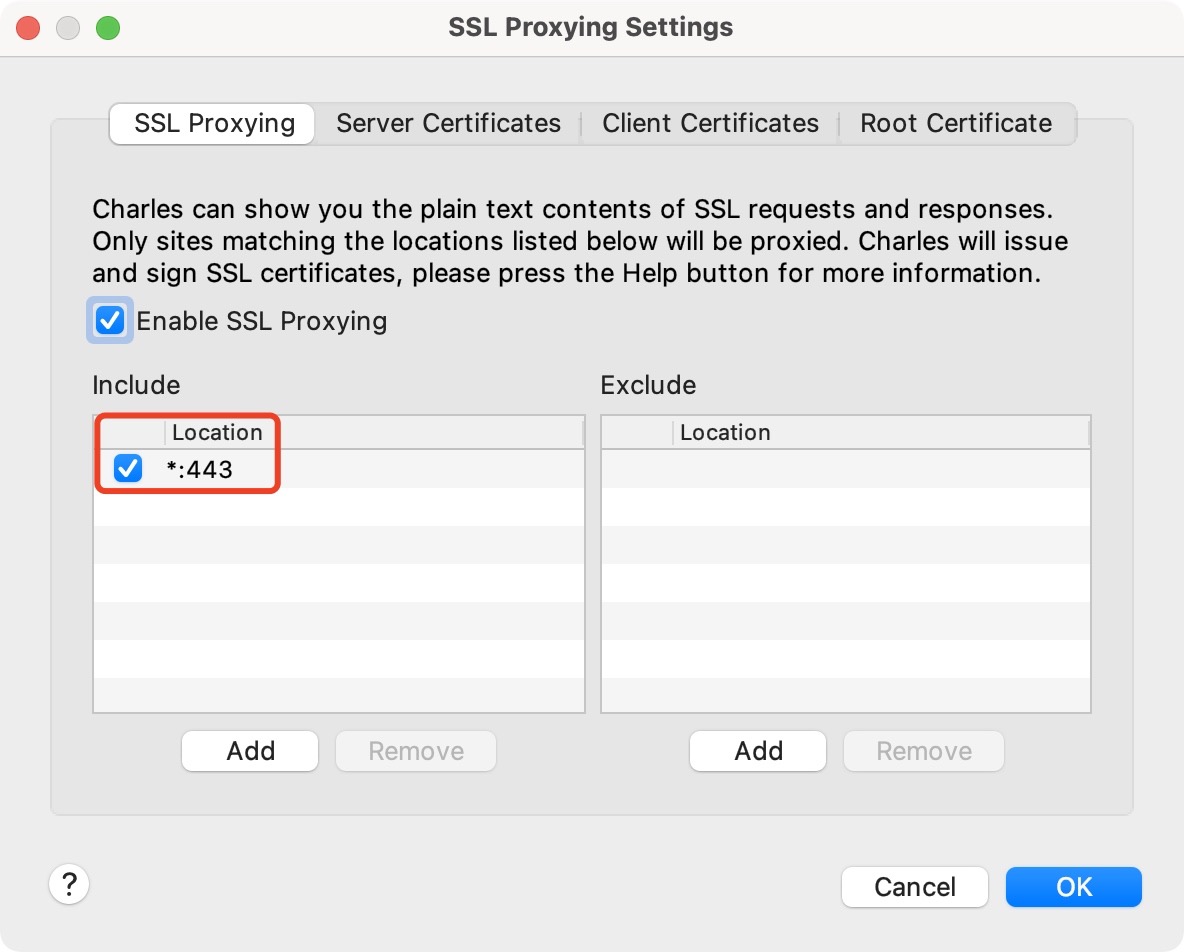 SSL Proxying Settings
SSL Proxying Server Certificates Client Certificates Root Certificate
Charles can show you the plain text contents of SSL requests and responses.
Only sites matching the locations listed below will be proxied. Charles will issue
and sign SSL certificates, please press the Help button for more information.
Enable SSL Proxying
Include Exclude
Location Location
*:443
Add Remove Add Remove
? Cancel OK